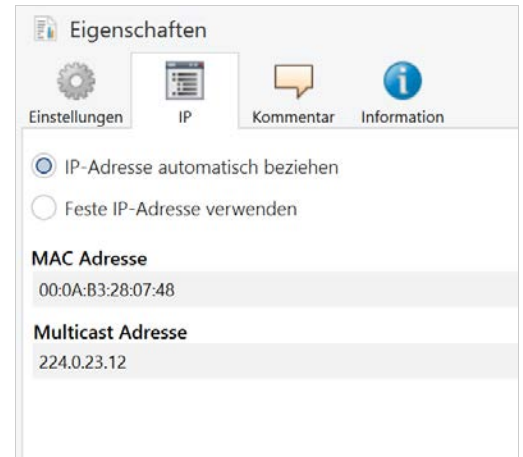 Eigenschaften
Einstellungen IP Kommentar Information
IP-Adresse automatisch beziehen
Feste IP-Adresse verwenden
MAC Adresse
00:0A:B3:28:07:48
Multicast Adresse
224.0.23.12